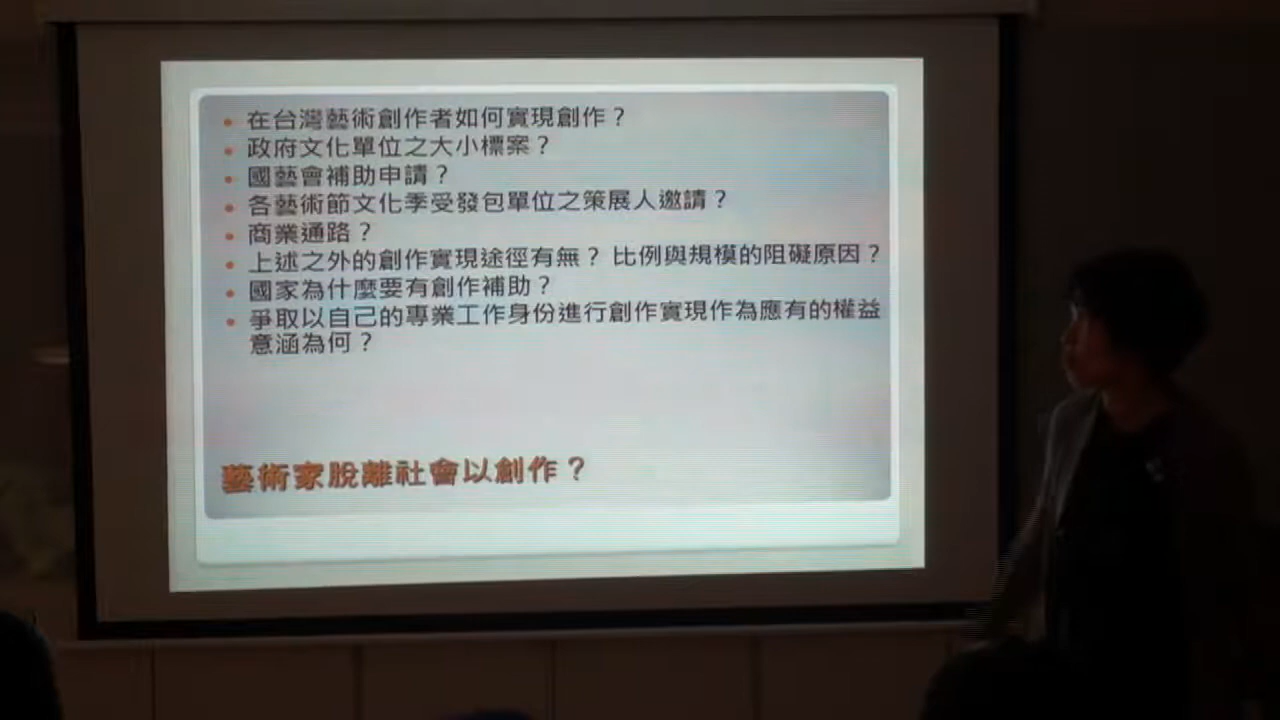 • 在台灣藝術創作者如何實現創作？
• 政府文化單位之大小標案？
• 國藝會補助申請？
• 各藝術節文化季受發包單位之策展人邀請？
• 商業通路？
• 上述之外的創作實現途徑有無？ 比例與規模的阻礙原因？
• 國家為什麼要有創作補助？
• 爭取以自己的專業工作身份進行創作實現作為應有的權益
意涵為何？
藝術家脫離社會以創作？